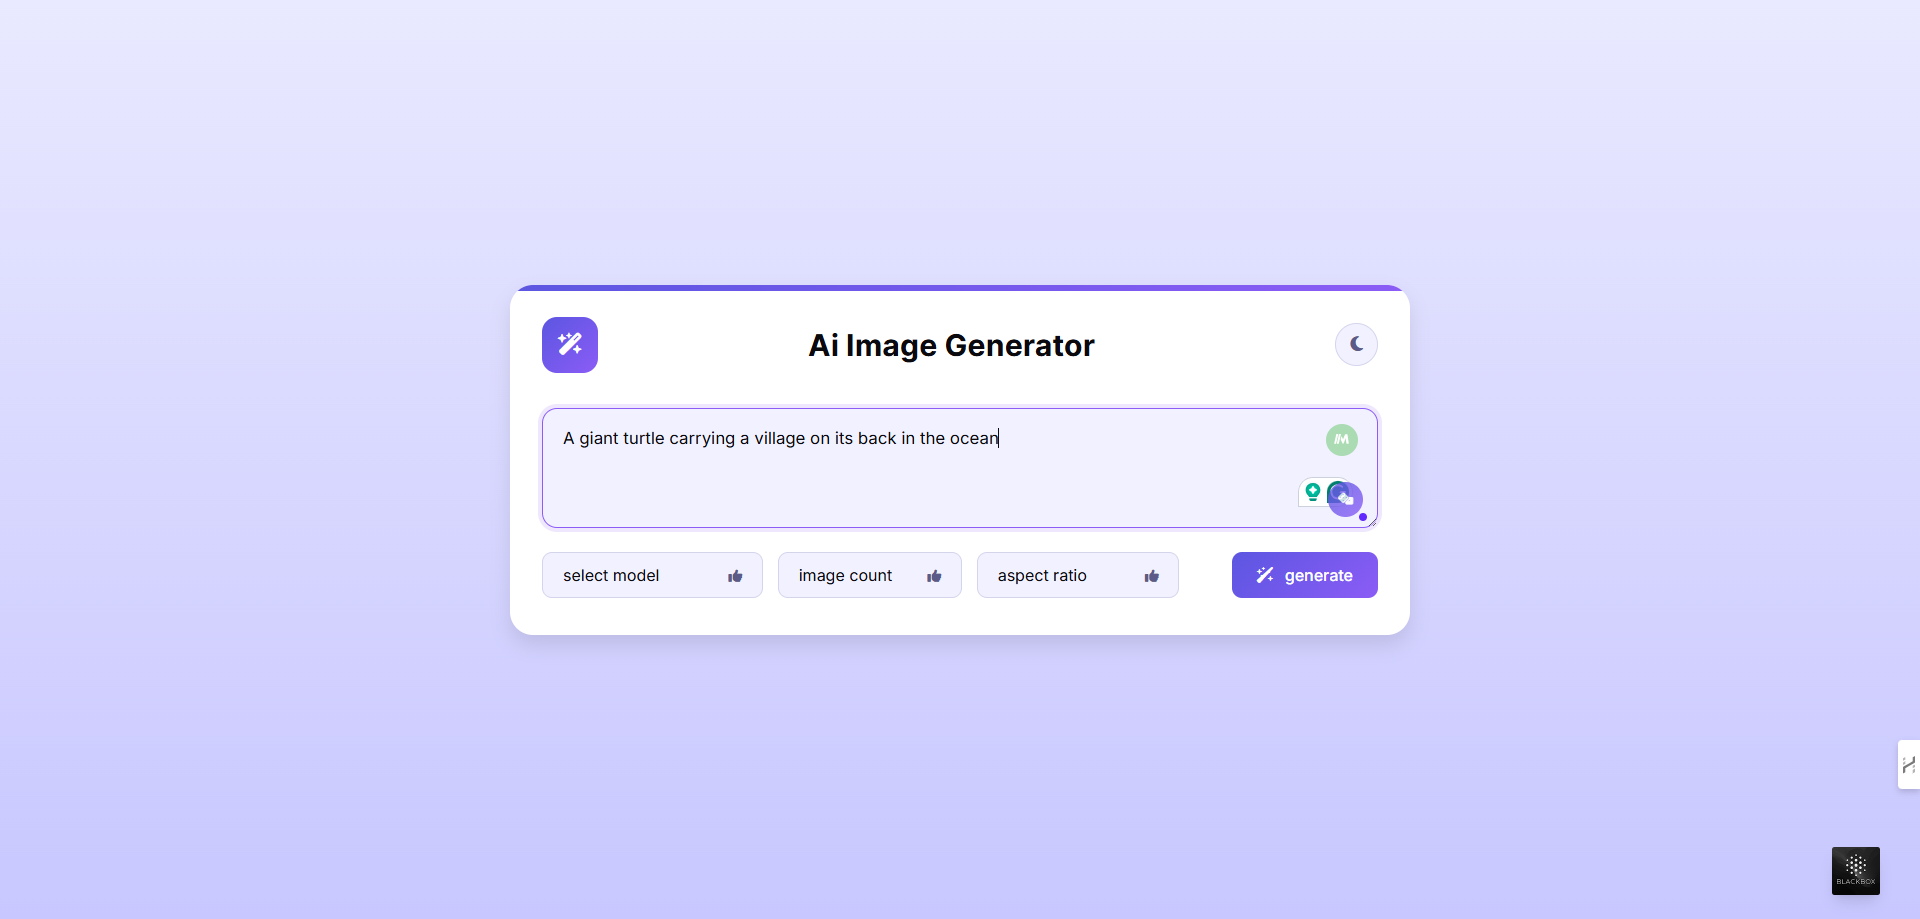 Ai Image Generator
A giant turtle carrying a village on its back in the ocean
select model
image count
aspect ratio
generate
BLACKBOX